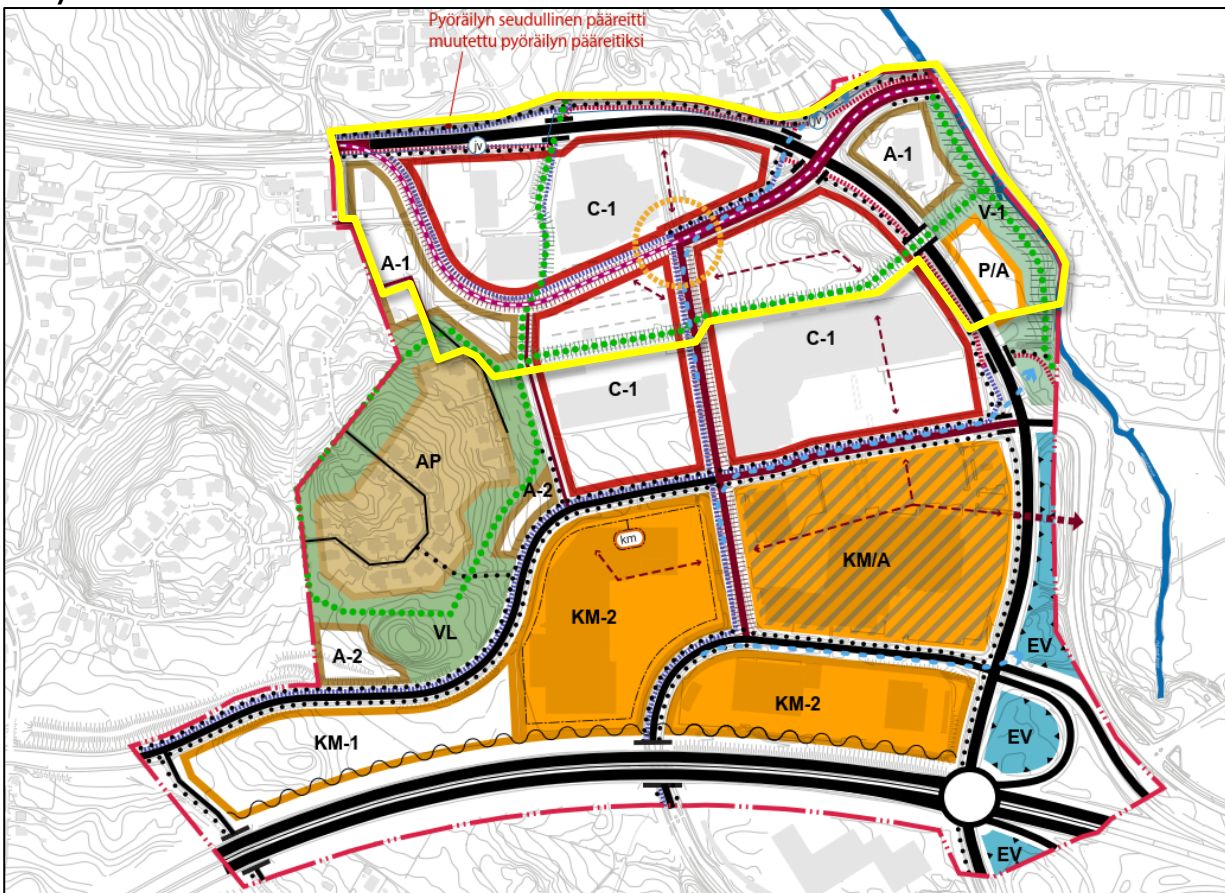 Pyöräilyn seudullinen pääreitti
muutettu pyöräilyn pääreitiksi
jv
jv
A-1
C-1
A-1
V-1
P/A
C-1
C-1
AP
A-2
km
KM/A
KM-2
VL
EV
A-2
KM-2
KM-1
EV
EV